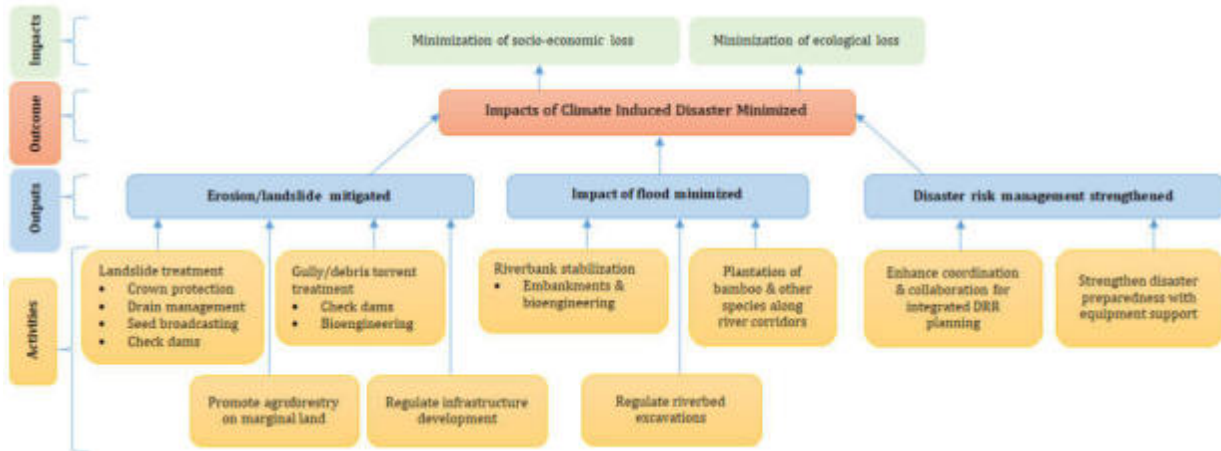 Impacts
Minimization of socio-economic loss
Minimization of ecological loss
Outcome
Impacts of Climate Induced Disaster Minimized
Outputs
Erosion/landslide mitigated
Impact of flood minimized
Disaster risk management strengthened
Activities
Landslide treatment
• Crown protection
• Drain management
• Seed broadcasting
• Check dams
Gully/debris torrent
treatment
• Check dams
• Bioengineering
Riverbank stabilization
• Embankments &
bioengineering
Plantation of
bamboo & other
species along
river corridors
Enhance coordination
& collaboration for
integrated DRR
planning
Strengthen disaster
preparedness with
equipment support
Promote agroforestry
on marginal land
Regulate infrastructure
development
Regulate riverbed
excavations